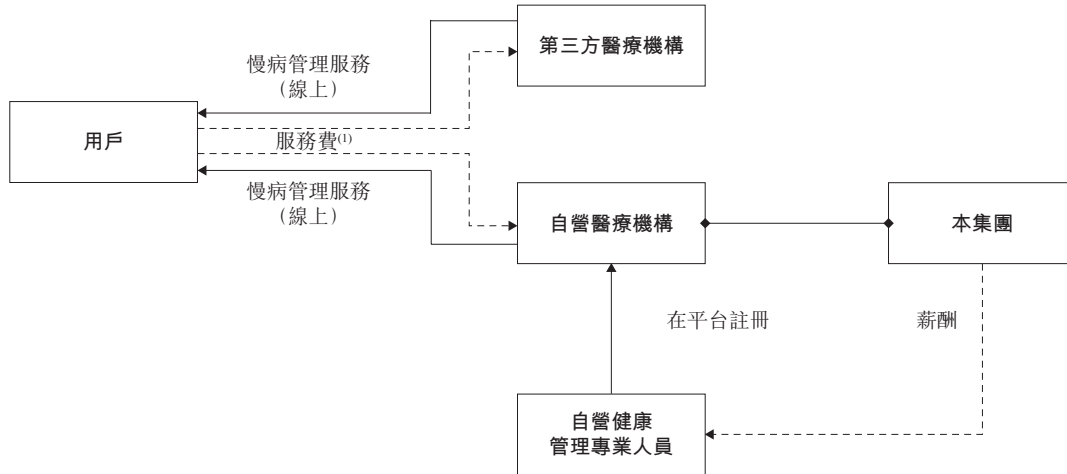 第三方醫療機構
慢病管理服務
（線上）
用戶
服務費(1)
慢病管理服務
（線上）
自營醫療機構
本集團
在平台註冊
薪酬
自營健康
管理專業人員